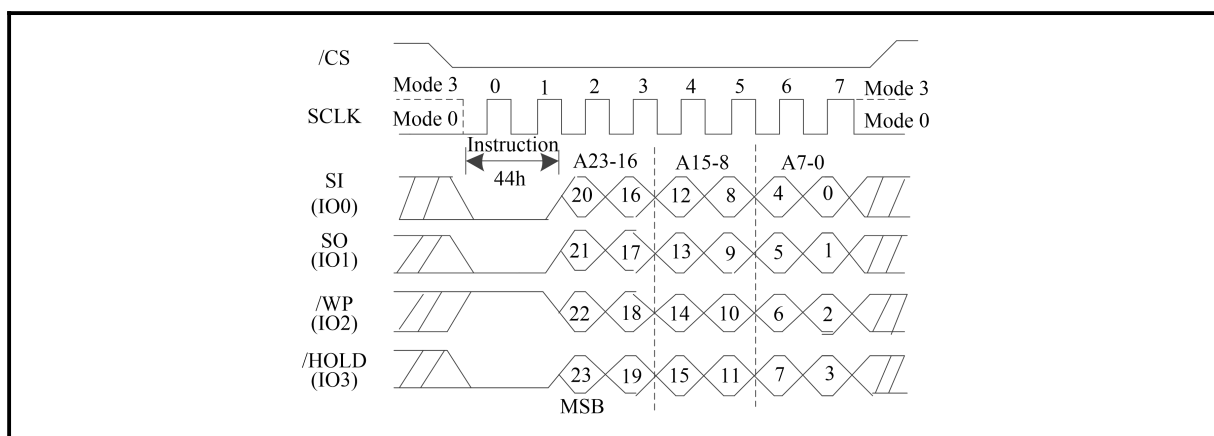 /CS
Mode 3 0 1 2 3 4 5 6 7 Mode 3
SCLK Mode 0 Mode 0
Instruction A23-16 A15-8 A7-0
44h
SI
(IO0) 20 16 12 8 4 0
SO
(IO1) 21 17 13 9 5 1
/WP
(IO2) 22 18 14 10 6 2
/HOLD
(IO3) 23 19 15 11 7 3
MSB